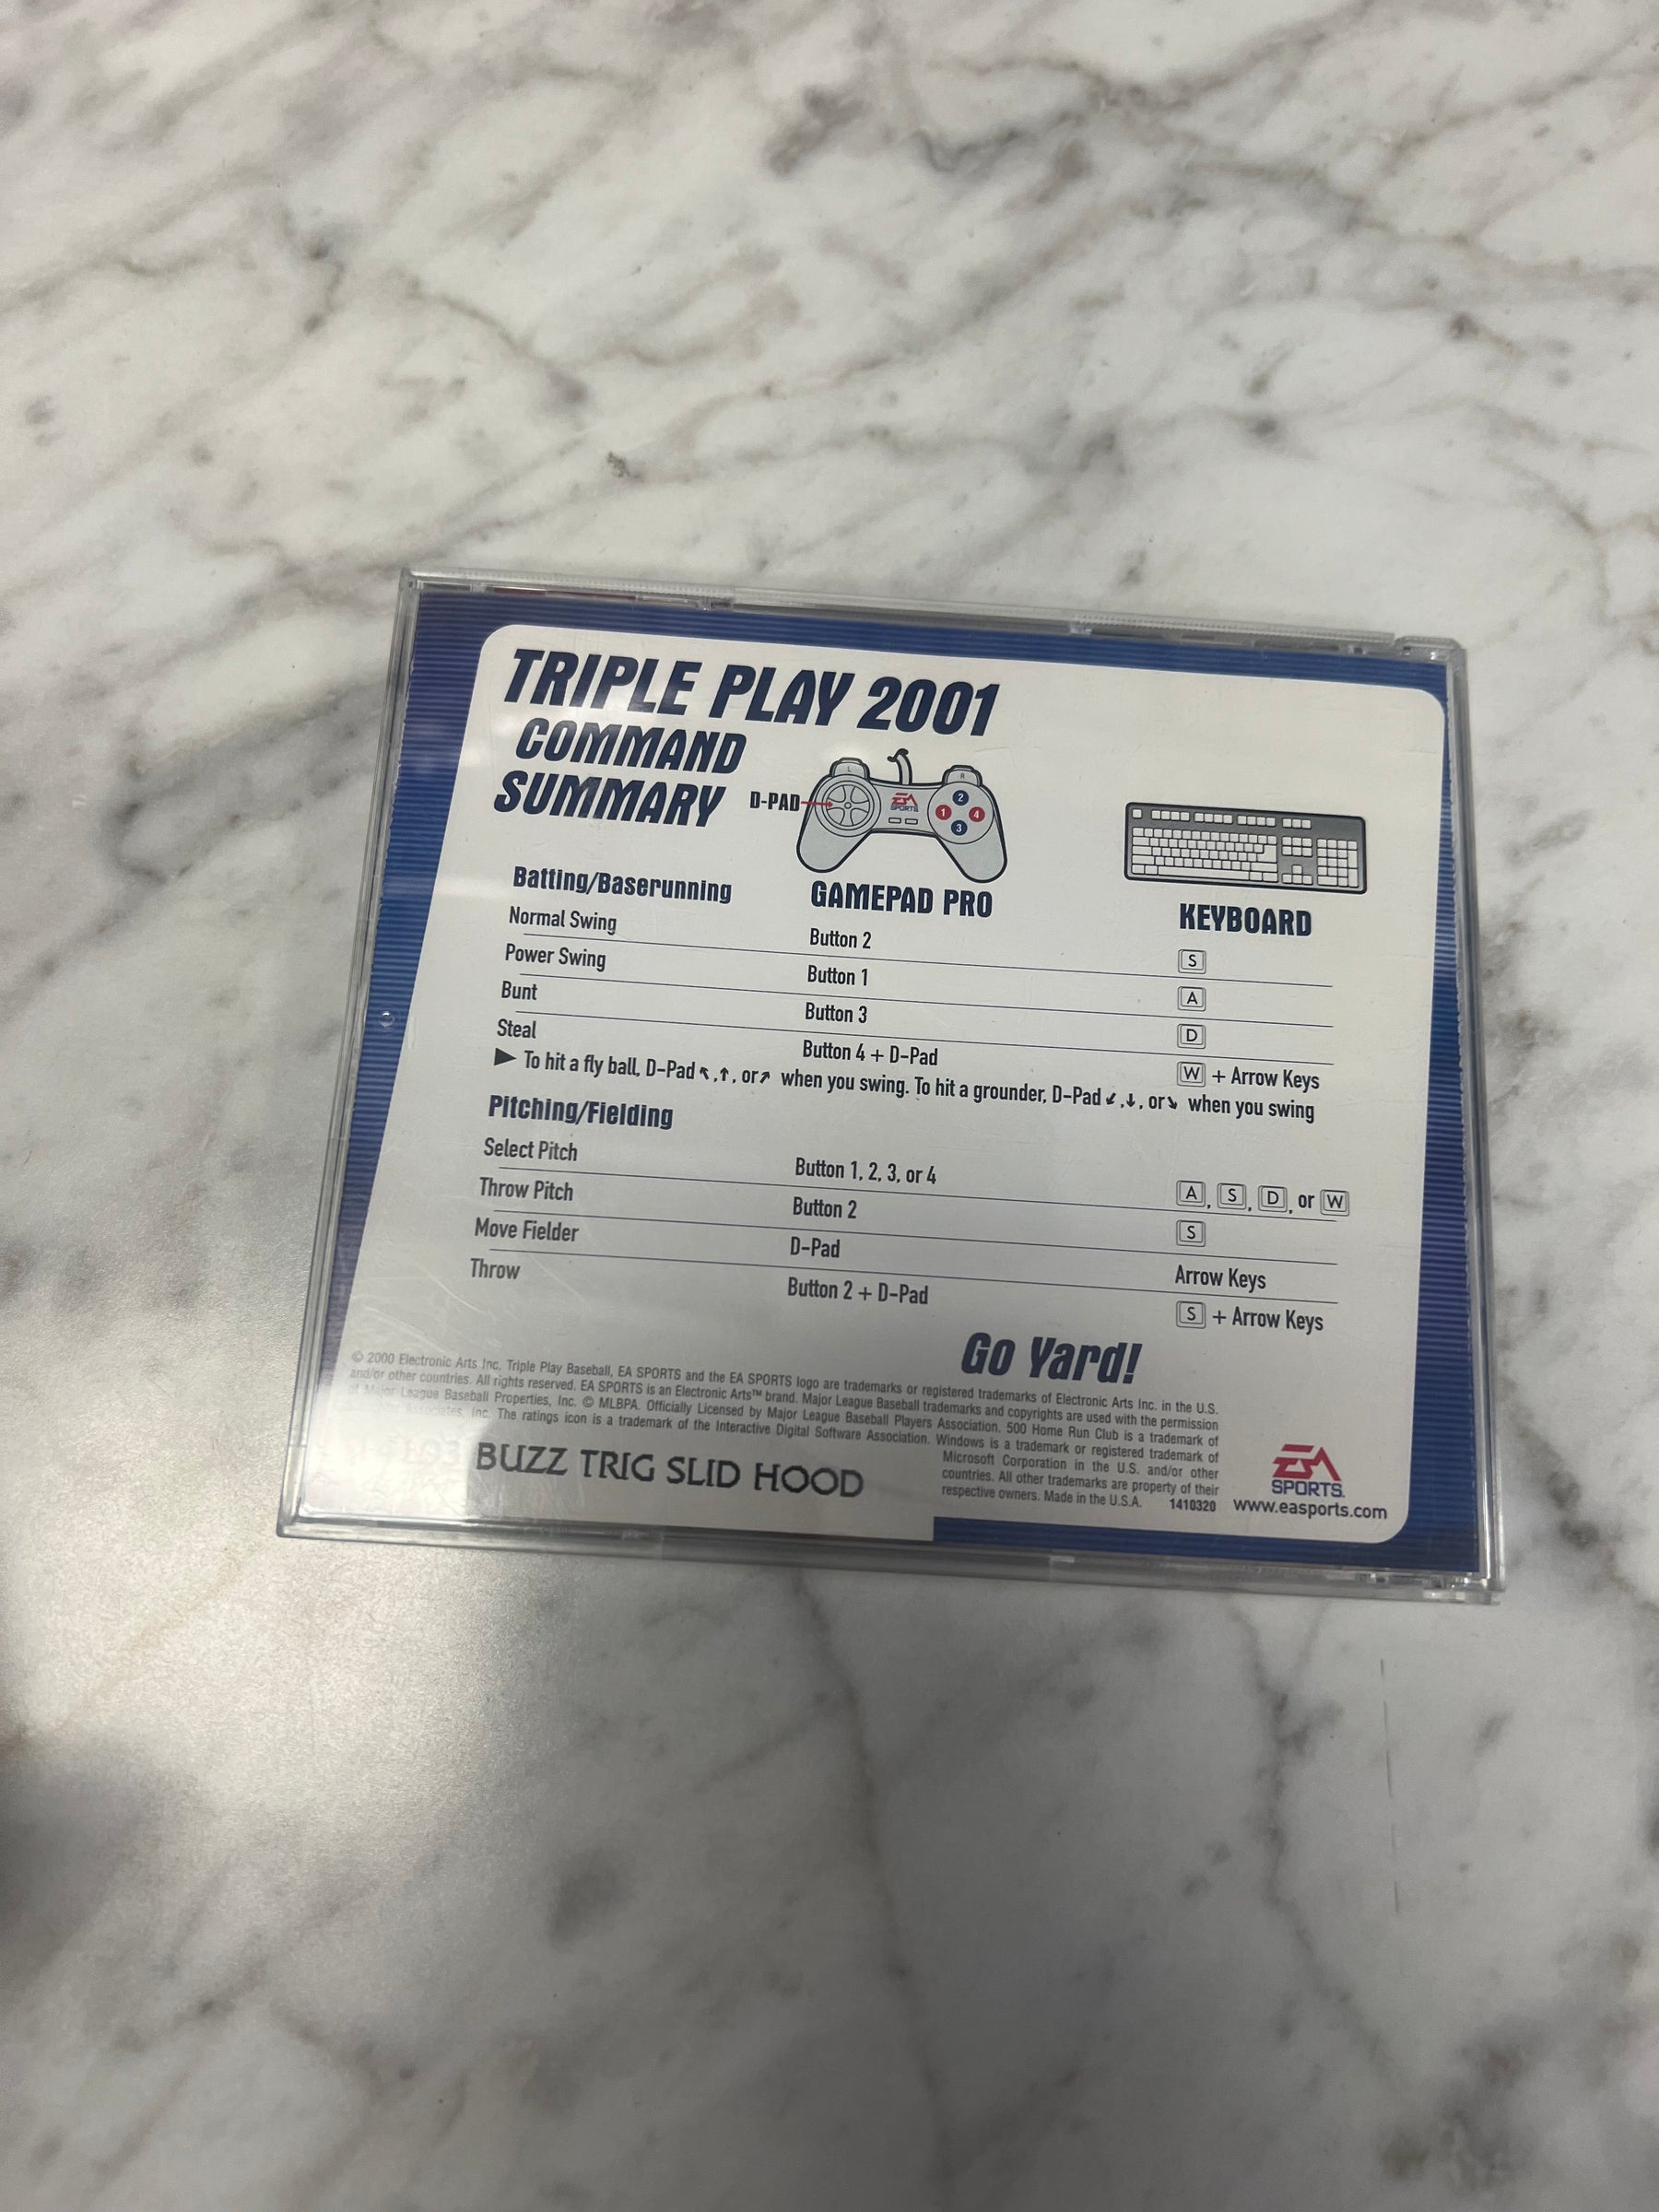 TRIPLE PLAY 2001
COMMAND
SUMMARY
D-PAD
L
R
EA
SPORTS
2
1
4
3
Batting/Baserunning GAMEPAD PRO KEYBOARD
Normal Swing Button 2 S
Power Swing Button 1 A
Bunt Button 3 D
Steal Button 4 + D-Pad W + Arrow Keys
▶ To hit a fly ball, D-Pad ↖,↑, or↗ when you swing. To hit a grounder, D-Pad ↙,↓, or↘ when you swing
Pitching/Fielding
Select Pitch Button 1, 2, 3, or 4 A, S, D, or W
Throw Pitch Button 2 S
Move Fielder D-Pad Arrow Keys
Throw Button 2 + D-Pad S + Arrow Keys
Go Yard!
© 2000 Electronic Arts Inc. Triple Play Baseball, EA SPORTS and the EA SPORTS logo are trademarks or registered trademarks of Electronic Arts Inc. in the U.S.
and/or other countries. All rights reserved. EA SPORTS is an Electronic Arts™ brand. Major League Baseball trademarks and copyrights are used with the permission
of Major League Baseball Properties, Inc. © MLBPA. Officially Licensed by Major League Baseball Players Association. 500 Home Run Club is a trademark of
Associates, Inc. The ratings icon is a trademark of the Interactive Digital Software Association. Windows is a trademark or registered trademark of
Microsoft Corporation in the U.S. and/or other
countries. All other trademarks are property of their
respective owners. Made in the U.S.A. 1410320
BUZZ TRIG SLID HOOD
EA
SPORTS
www.easports.com